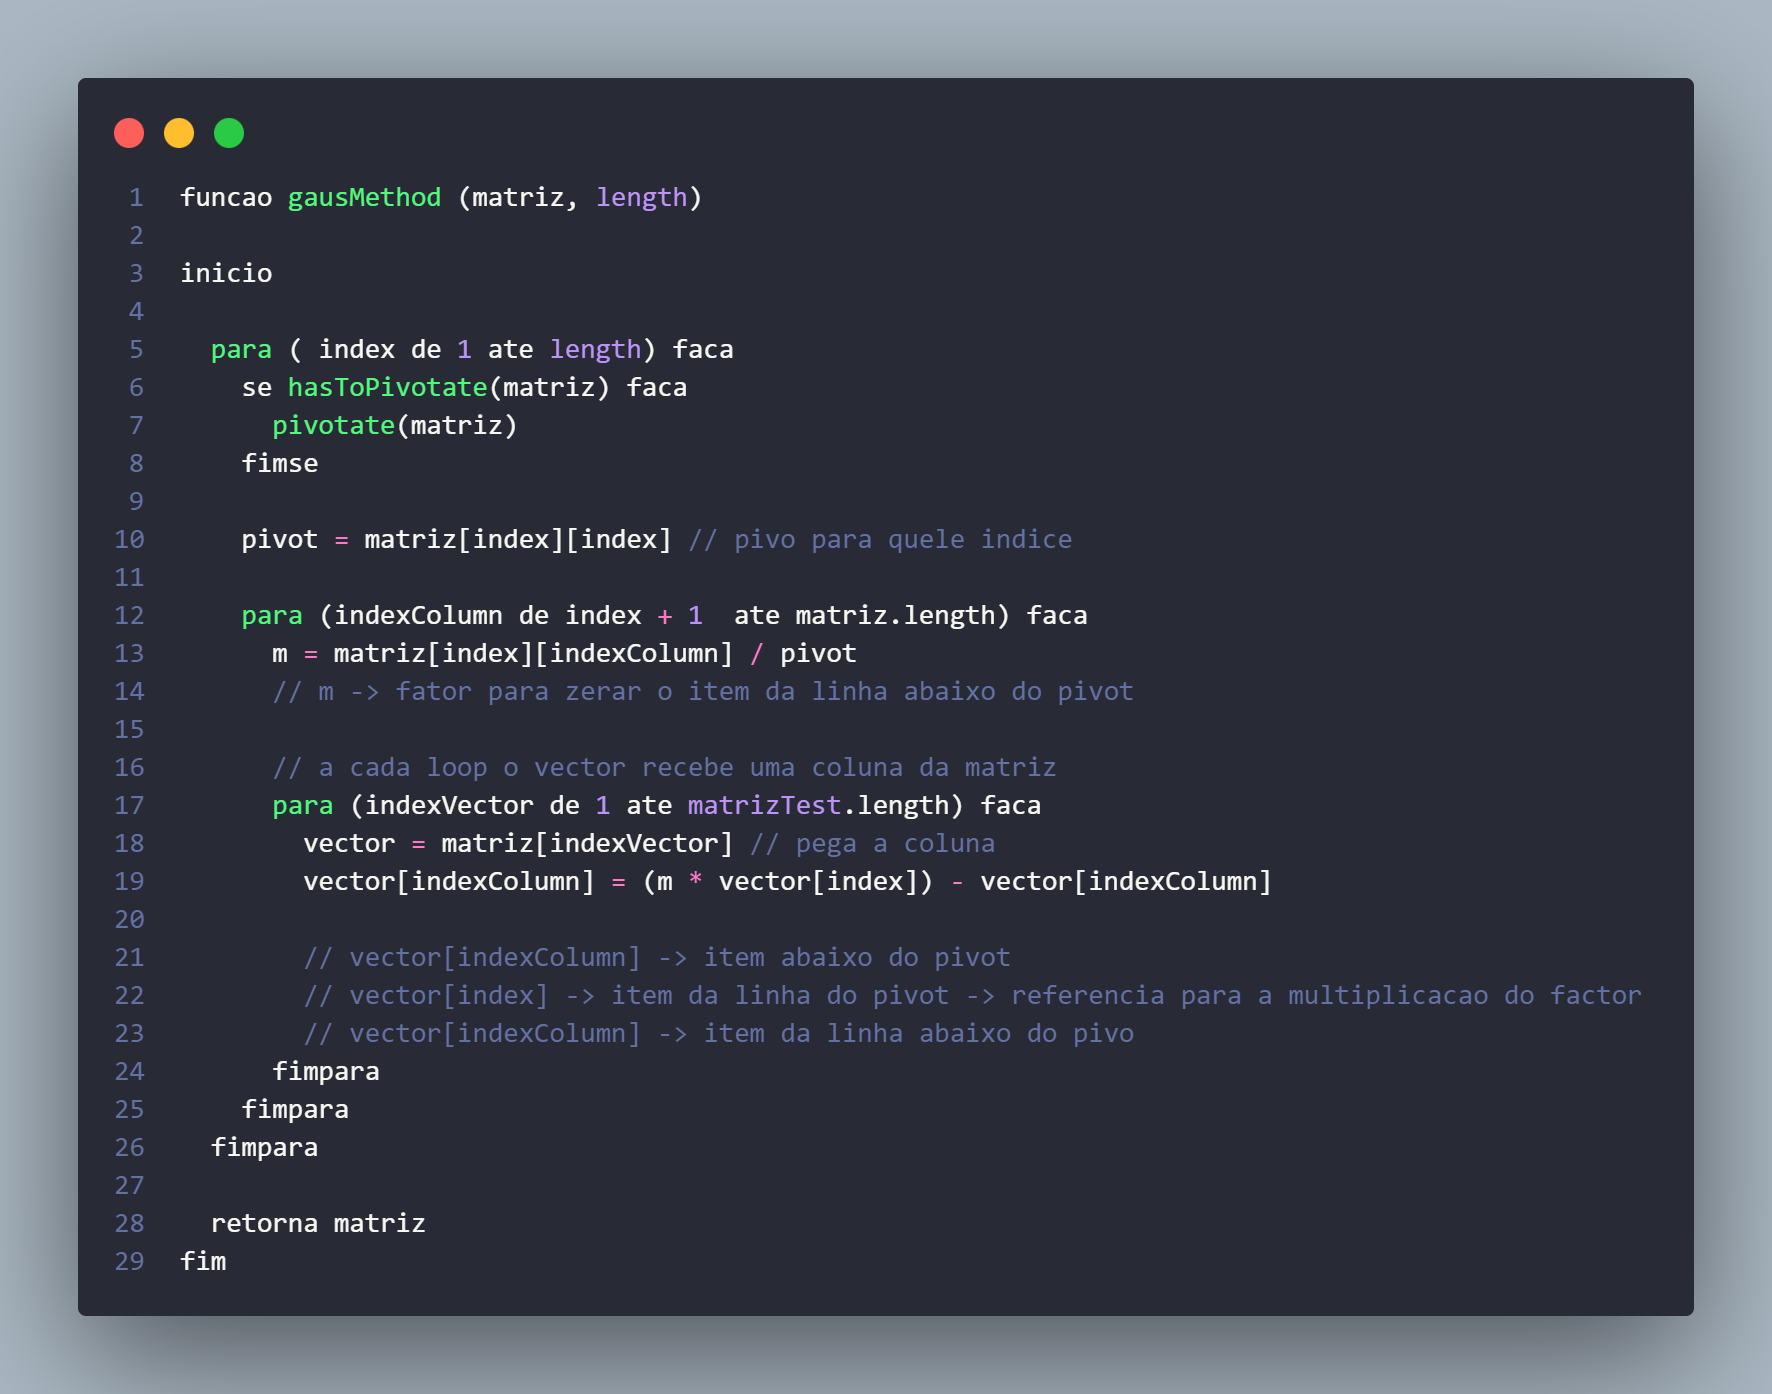 1 funcao gausMethod (matriz, length)
2
3 inicio
4
5 para ( index de 1 ate length) faca
6 se hasToPivotate(matriz) faca
7 pivotate(matriz)
8 fimse
9
10 pivot = matriz[index][index] // pivo para quele indice
11
12 para (indexColumn de index + 1  ate matriz.length) faca
13 m = matriz[index][indexColumn] / pivot
14 // m -> fator para zerar o item da linha abaixo do pivot
15
16 // a cada loop o vector recebe uma coluna da matriz
17 para (indexVector de 1 ate matrizTest.length) faca
18 vector = matriz[indexVector] // pega a coluna
19 vector[indexColumn] = (m * vector[index]) - vector[indexColumn]
20
21 // vector[indexColumn] -> item abaixo do pivot
22 // vector[index] -> item da linha do pivot -> referencia para a multiplicacao do factor
23 // vector[indexColumn] -> item da linha abaixo do pivo
24 fimpara
25 fimpara
26 fimpara
27
28 retorna matriz
29 fim